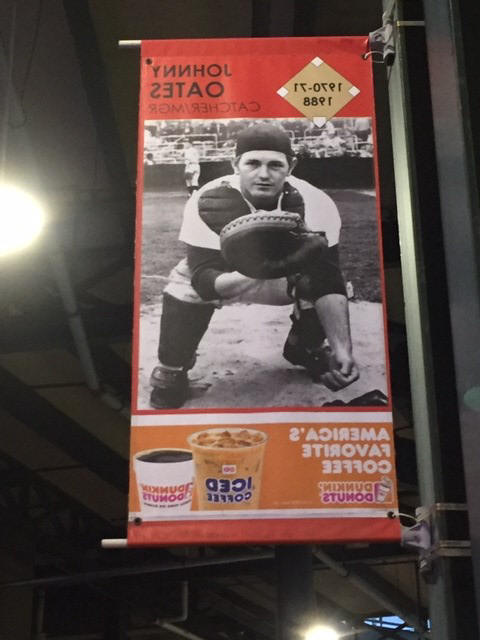 JOHNNY
OATES
CATCHER/MGR
1970-71
1988
AMERICA'S
FAVORITE
COFFEE
DUNKIN'
DONUTS
ICED
COFFEE
DUNKIN'
DONUTS